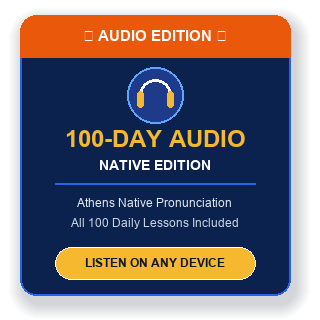 AUDIO EDITION
100-DAY AUDIO
NATIVE EDITION
Athens Native Pronunciation
All 100 Daily Lessons Included
LISTEN ON ANY DEVICE